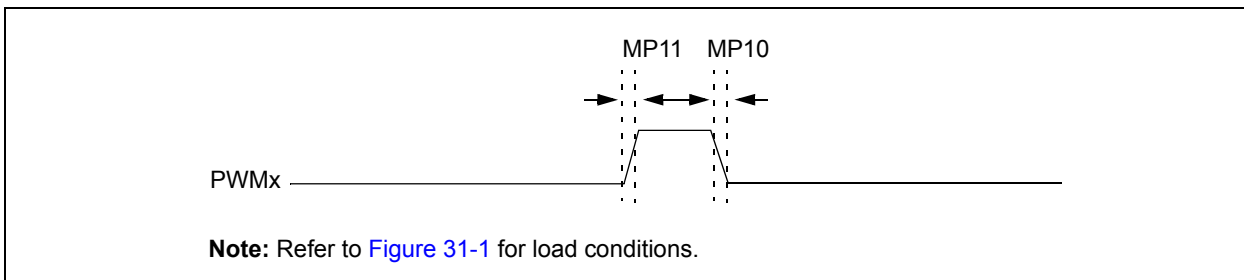 MP11 MP10
PWMx
Note: Refer to Figure 31-1 for load conditions.